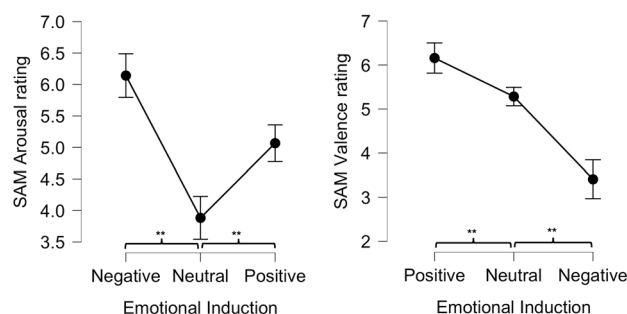 SAM Arousal rating
7.0
6.5
6.0
5.5
5.0
4.5
4.0
3.5
** **
Negative Neutral Positive
Emotional Induction
SAM Valence rating
7
6
5
4
3
2
** **
Positive Neutral Negative
Emotional Induction